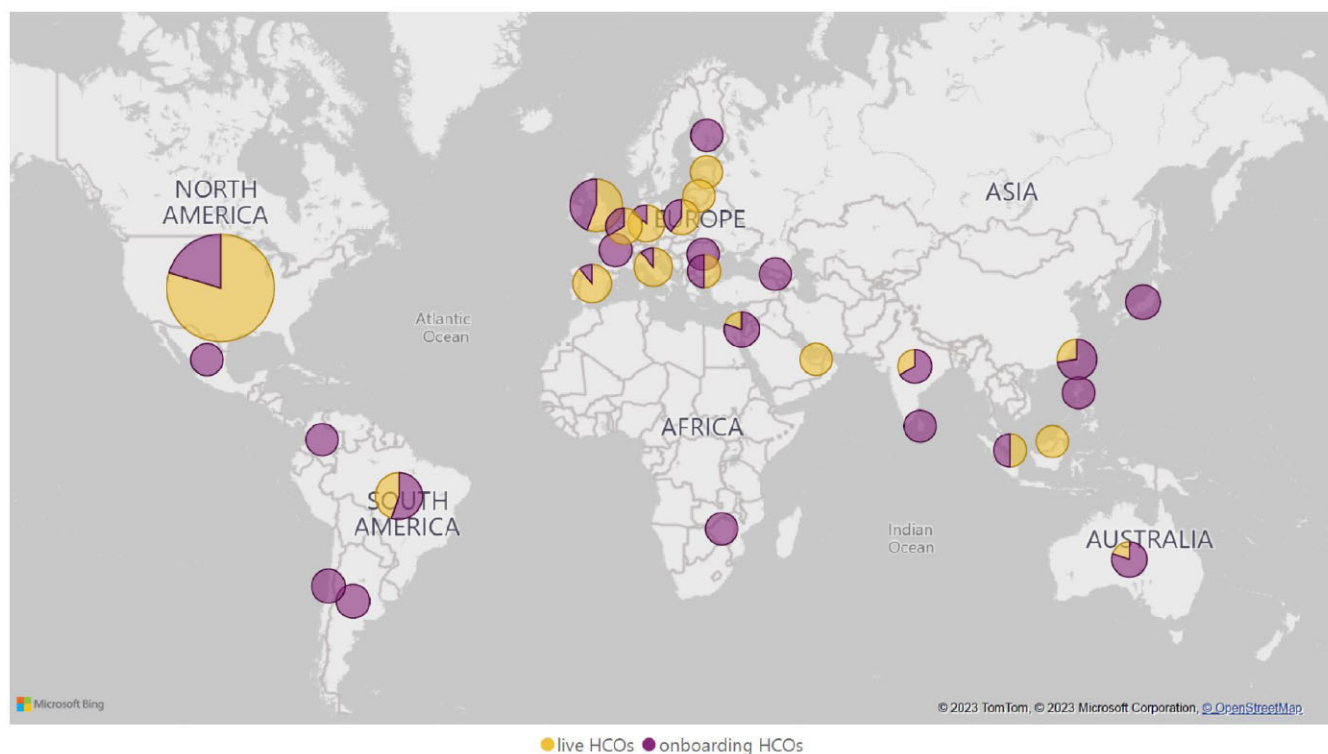 NORTH
AMERICA
ASIA
EUROPE
Atlantic
Ocean
AFRICA
SOUTH
AMERICA
Indian
Ocean
AUSTRALIA
Microsoft Bing
© 2023 TomTom, © 2023 Microsoft Corporation, © OpenStreetMap
live HCOs onboarding HCOs